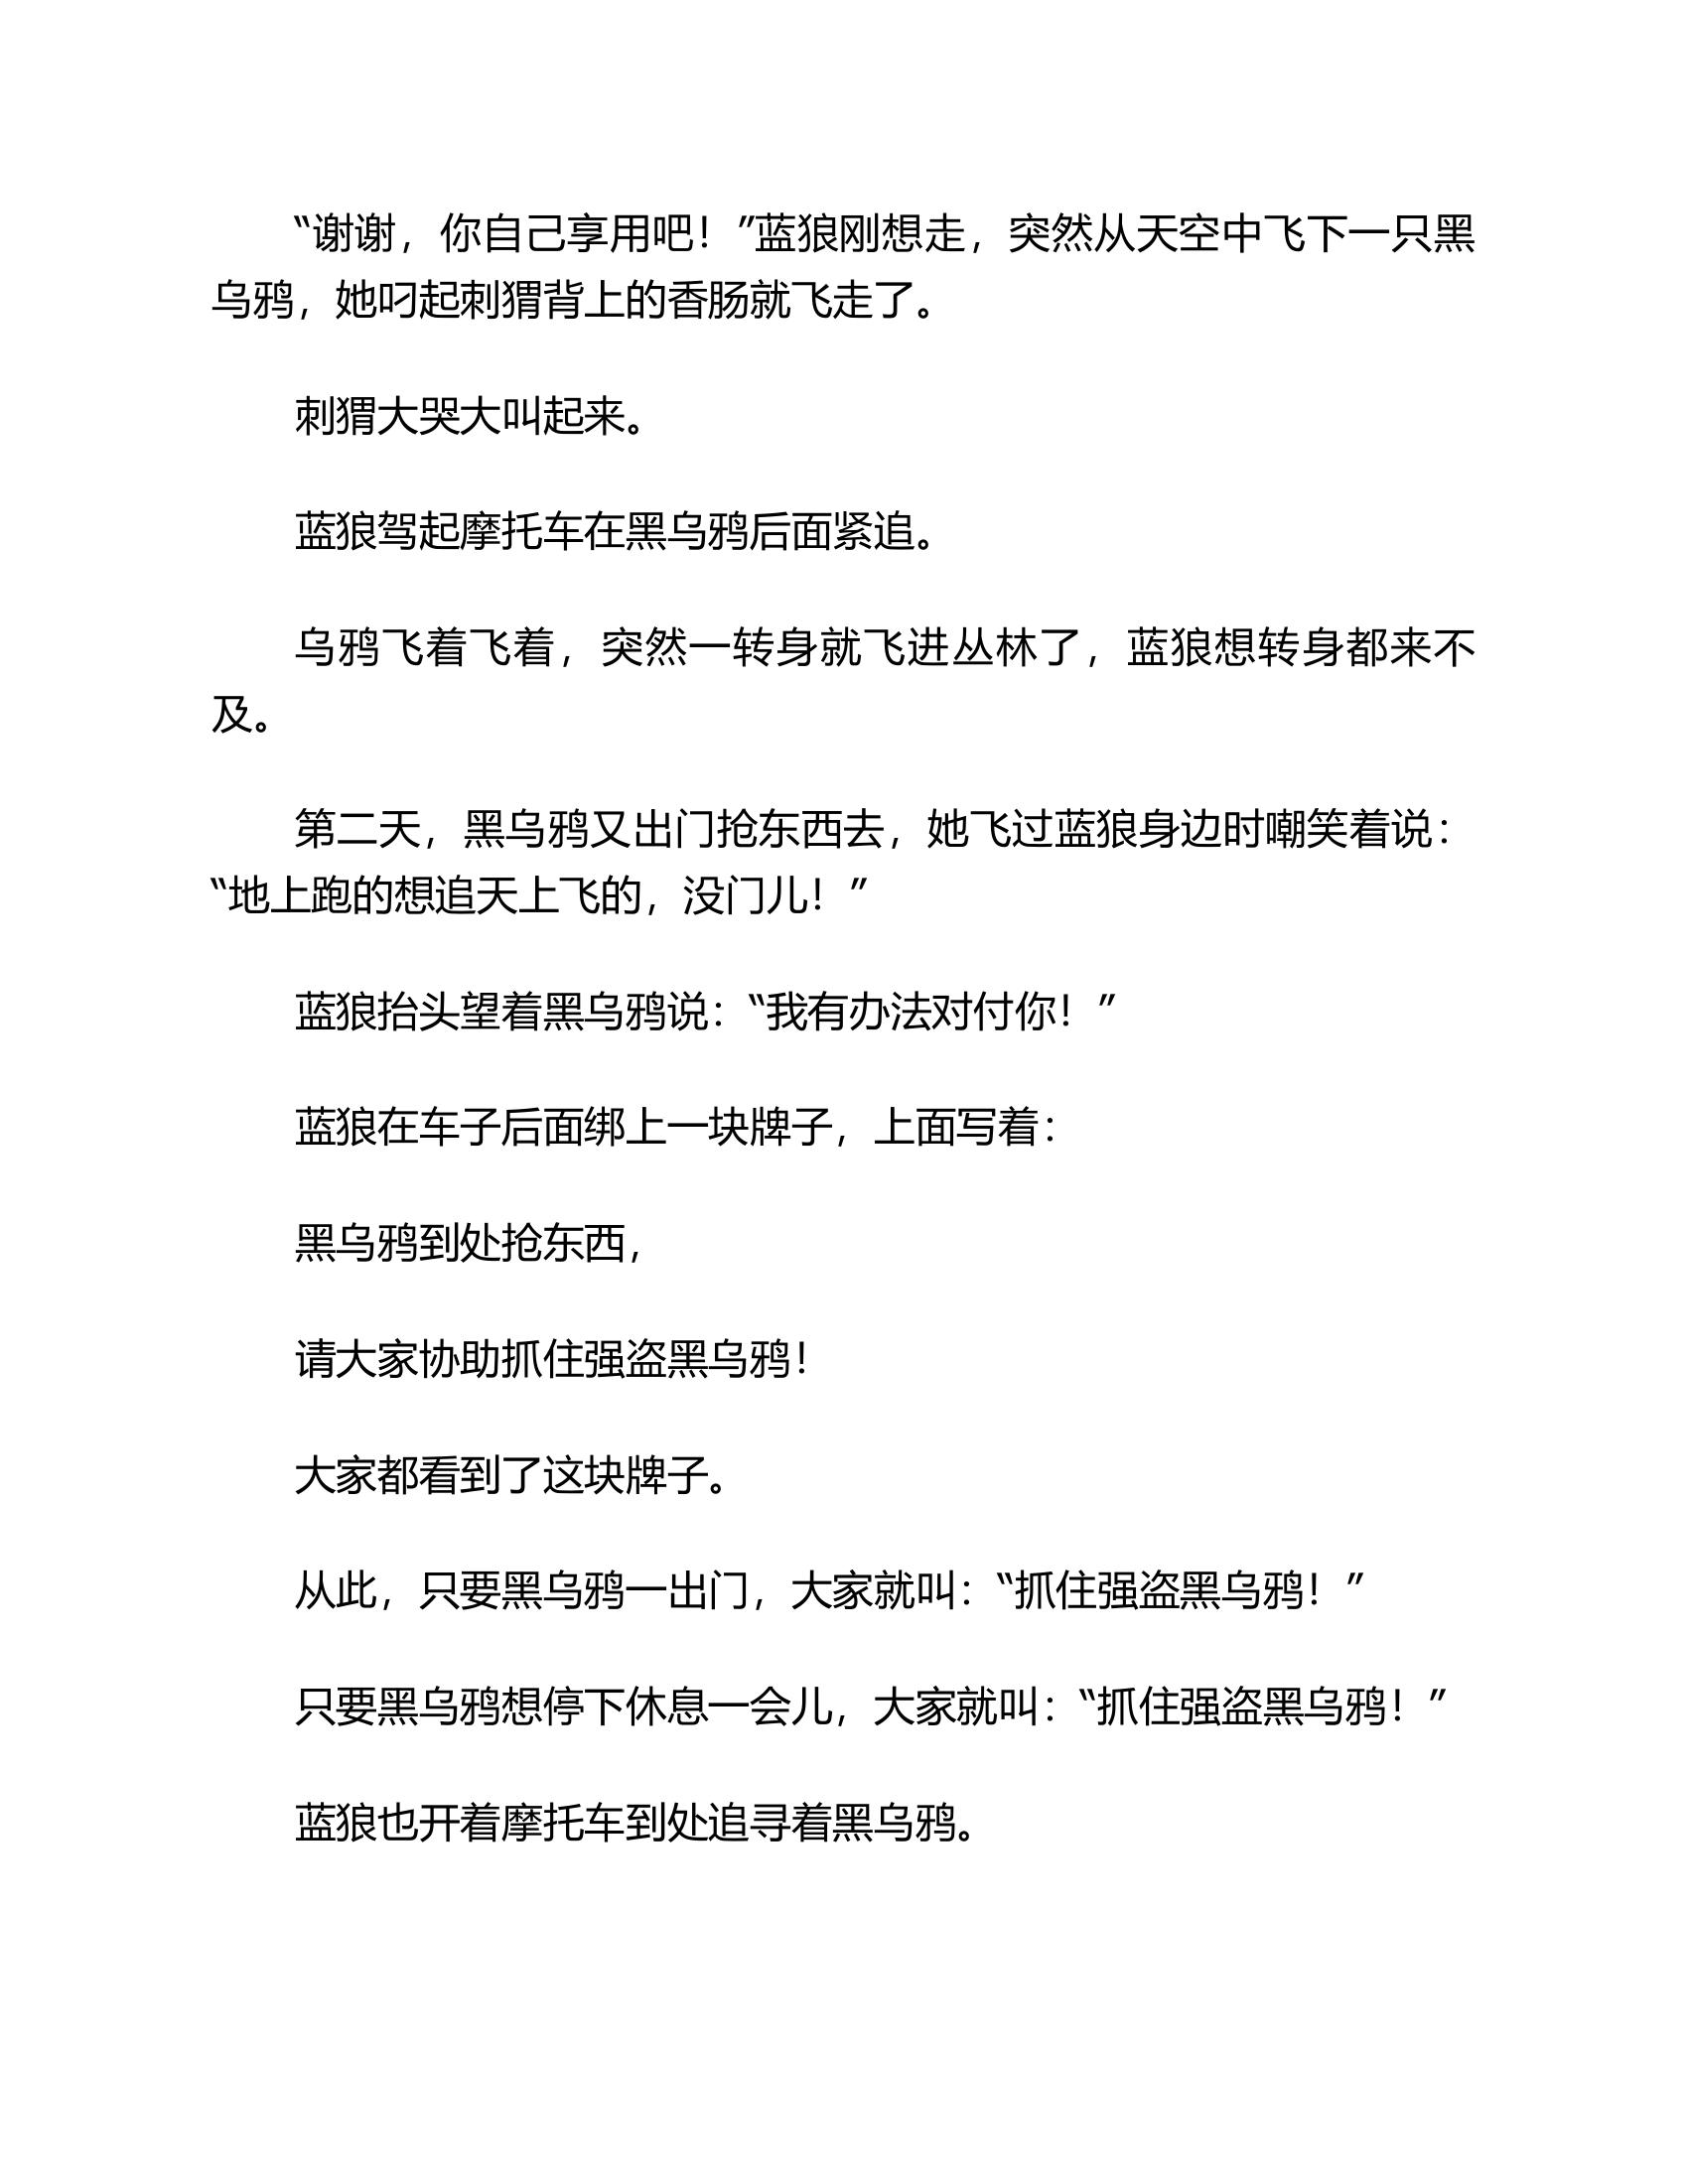 “谢谢，你自己享用吧！”蓝狼刚想走，突然从天空中飞下一只黑
乌鸦，她叼起刺猬背上的香肠就飞走了。
刺猬大哭大叫起来。
蓝狼驾起摩托车在黑乌鸦后面紧追。
乌鸦飞着飞着，突然一转身就飞进丛林了，蓝狼想转身都来不
及。
第二天，黑乌鸦又出门抢东西去，她飞过蓝狼身边时嘲笑着说：
“地上跑的想追天上飞的，没门儿！”
蓝狼抬头望着黑乌鸦说：“我有办法对付你！”
蓝狼在车子后面绑上一块牌子，上面写着：
黑乌鸦到处抢东西，
请大家协助抓住强盗黑乌鸦！
大家都看到了这块牌子。
从此，只要黑乌鸦一出门，大家就叫：“抓住强盗黑乌鸦！”
只要黑乌鸦想停下休息一会儿，大家就叫：“抓住强盗黑乌鸦！”
蓝狼也开着摩托车到处追寻着黑乌鸦。